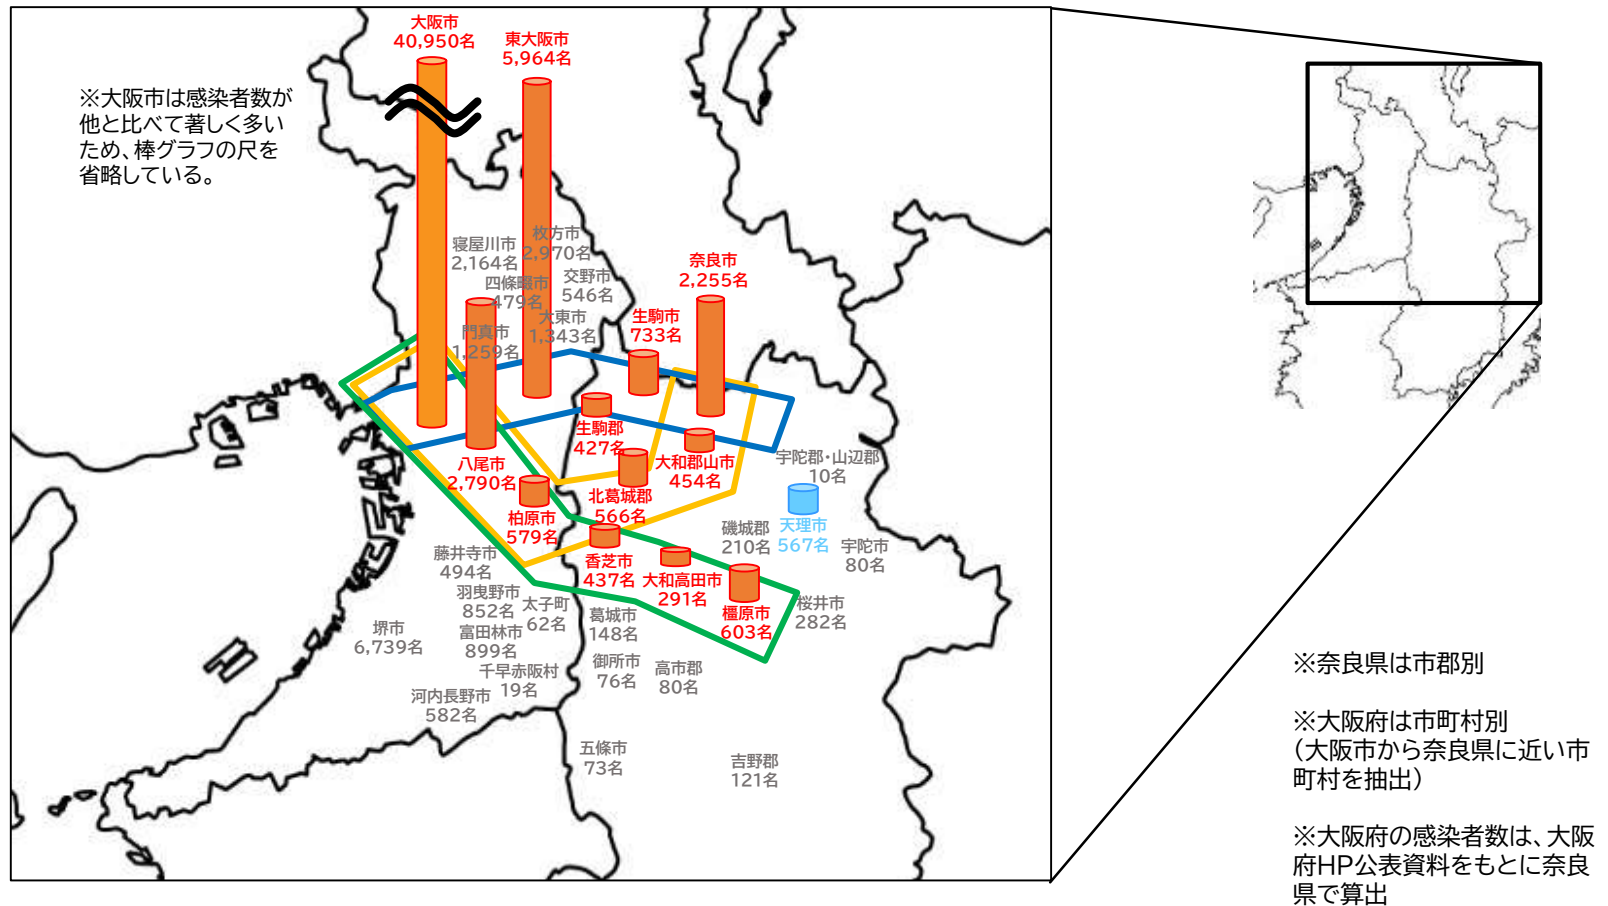 大阪市
40,950名
東大阪市
5,964名
※大阪市は感染者数が
他と比べて著しく多い
ため、棒グラフの尺を
省略している。
枚方市
2,970名
寝屋川市
2,164名
交野市
546名
四條畷市
479名
大東市
1,343名
門真市
1,259名
奈良市
2,255名
生駒市
733名
生駒郡
427名
大和郡山市
454名
八尾市
2,790名
柏原市
579名
北葛城郡
566名
宇陀郡・山辺郡
10名
天理市
567名
磯城郡
210名
宇陀市
80名
香芝市
437名
大和高田市
291名
橿原市
603名
桜井市
282名
藤井寺市
494名
羽曳野市
852名
太子町
62名
葛城市
148名
堺市
6,739名
富田林市
899名
千早赤阪村
19名
御所市
76名
高市郡
80名
河内長野市
582名
五條市
73名
吉野郡
121名
※奈良県は市郡別
※大阪府は市町村別
（大阪市から奈良県に近い市
町村を抽出）
※大阪府の感染者数は、大阪
府HP公表資料をもとに奈良
県で算出